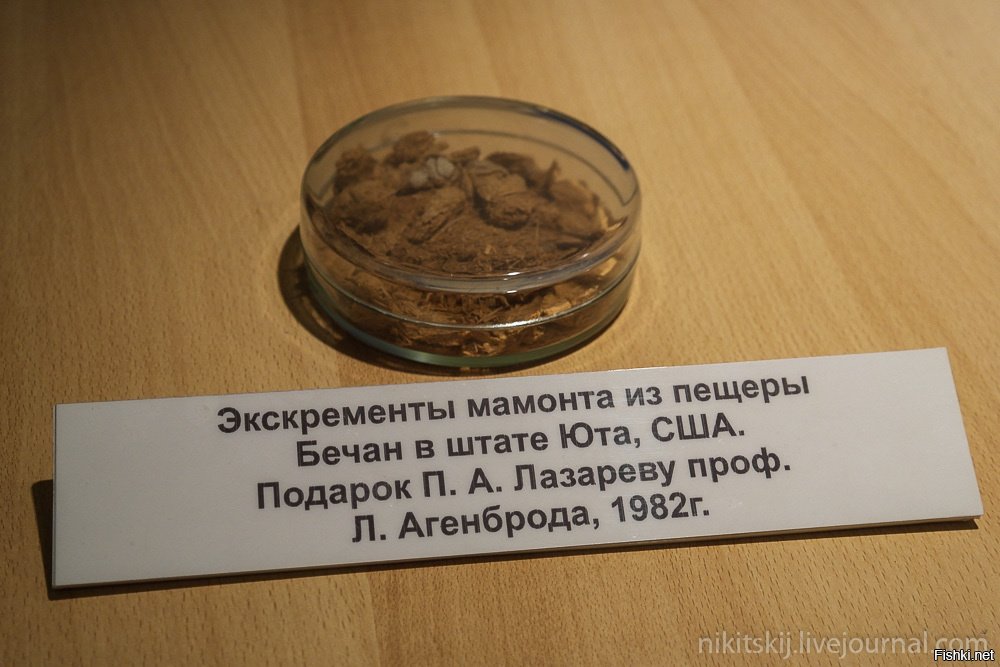 Экскременты мамонта из пещеры
Бечан в штате Юта, США.
Подарок П. А. Лазареву проф.
Л. Агенброда, 1982г.
nikitskij.livejournal.com
Fishki.net